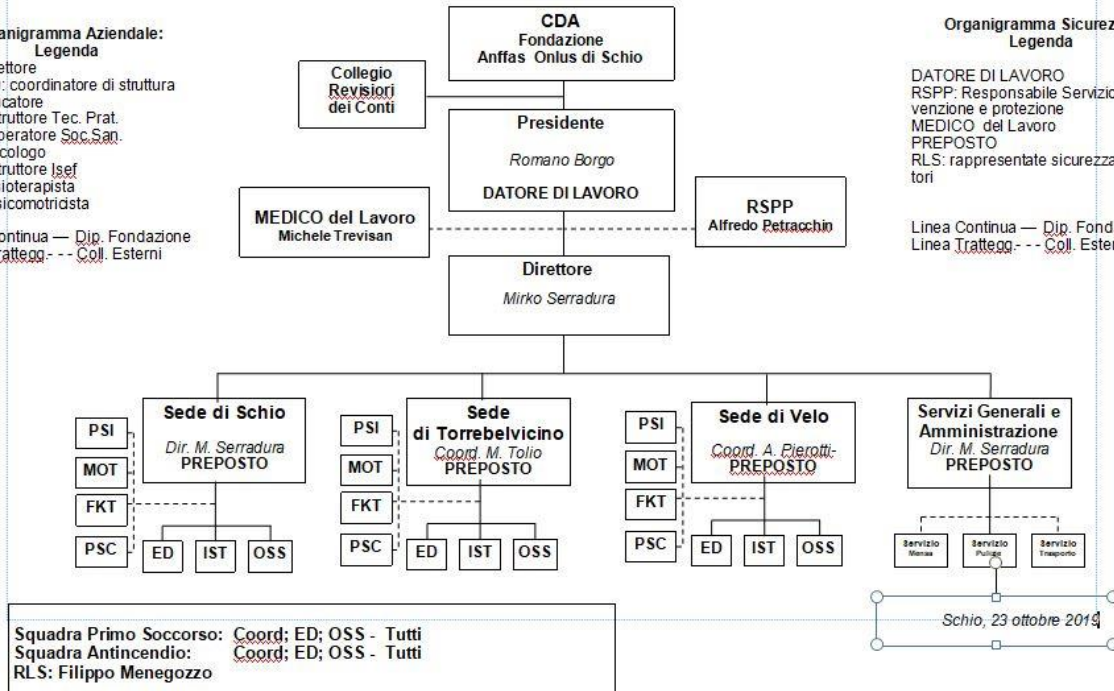 CDA
Fondazione
Anffas Onlus di Schio
anigramma Aziendale:
Legenda
ettore
: coordinatore di struttura
catore
truttore Tec. Prat.
peratore Soc.San.
cologo
truttore Isef
sioterapista
sicomotricista
ontinua — Dip. Fondazione
rattegg.- - - Coll. Esterni
Organigramma Sicurez
Legenda
DATORE DI LAVORO
RSPP: Responsabile Servizio
venzione e protezione
MEDICO del Lavoro
PREPOSTO
RLS: rappresentate sicurezza
tori
Linea Continua — Dip. Fond
Linea Trattegg.- - - Coll. Ester
Collegio
Revisiori
dei Conti
Presidente
Romano Borgo
DATORE DI LAVORO
MEDICO del Lavoro
Michele Trevisan
RSPP
Alfredo Petracchin
Direttore
Mirko Serradura
Sede di Schio
Dir. M. Serradura
PREPOSTO
PSI
MOT
FKT
PSC
ED
IST
OSS
Sede
di Torrebelvicino
Coord. M. Tolio
PREPOSTO
PSI
MOT
FKT
PSC
ED
IST
OSS
Sede di Velo
Coord. A. Pierotti-
PREPOSTO
PSI
MOT
FKT
PSC
ED
IST
OSS
Servizi Generali e
Amministrazione
Dir. M. Serradura
PREPOSTO
Servizio
Mensa
Servizio
Servizio
Trasporto
Schio, 23 ottobre 2019
Squadra Primo Soccorso: Coord; ED; OSS - Tutti
Squadra Antincendio: Coord; ED; OSS - Tutti
RLS: Filippo Menegozzo